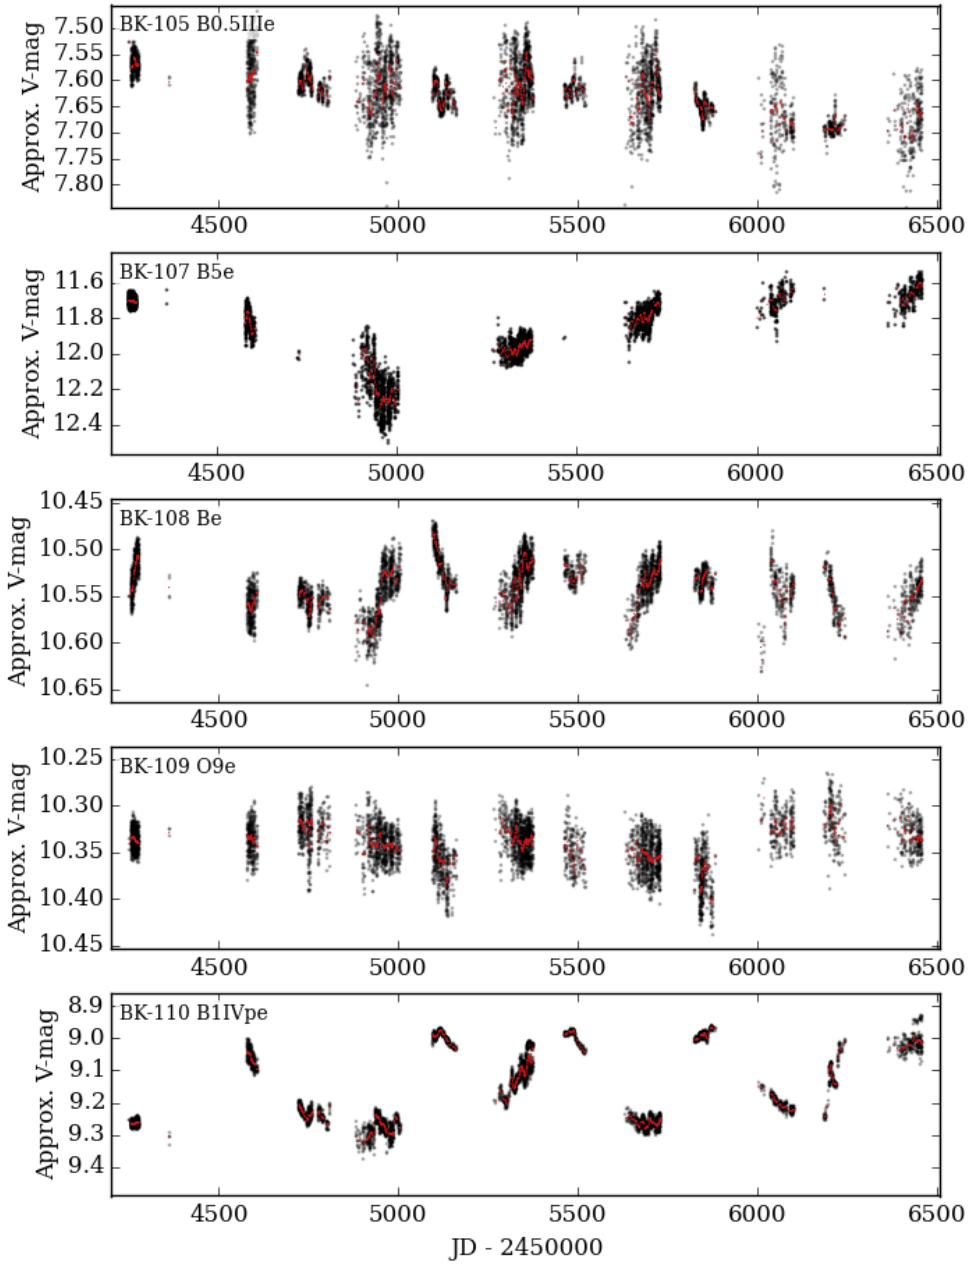 BK-105 B0.5IIIe
Approx. V-mag
7.50
7.55
7.60
7.65
7.70
7.75
7.80
4500 5000 5500 6000 6500
BK-107 B5e
Approx. V-mag
11.6
11.8
12.0
12.2
12.4
4500 5000 5500 6000 6500
BK-108 Be
Approx. V-mag
10.45
10.50
10.55
10.60
10.65
4500 5000 5500 6000 6500
BK-109 O9e
Approx. V-mag
10.25
10.30
10.35
10.40
10.45
4500 5000 5500 6000 6500
BK-110 B1IVpe
Approx. V-mag
8.9
9.0
9.1
9.2
9.3
9.4
4500 5000 5500 6000 6500
JD - 2450000